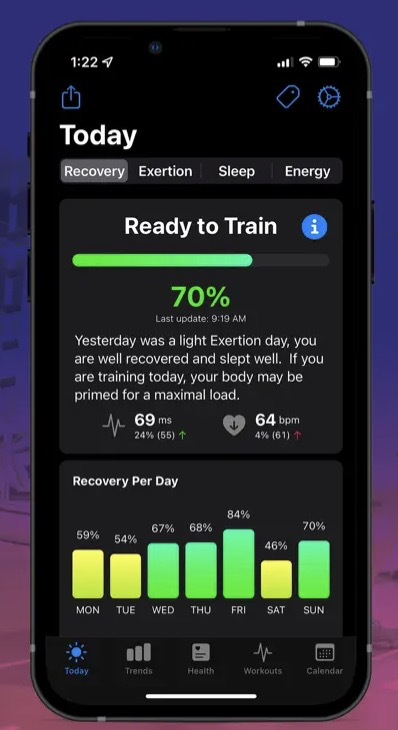 1:22
Today
Recovery Exertion Sleep Energy
Ready to Train
70%
Last update: 9:19 AM
Yesterday was a light Exertion day, you
are well recovered and slept well. If you
are training today, your body may be
primed for a maximal load.
69 ms 64 bpm
24% (55) ↑ 4% (61) ↑
Recovery Per Day
59% 54% 67% 68% 84% 46% 70%
MON TUE WED THU FRI SAT SUN
Today Trends Health Workouts Calendar